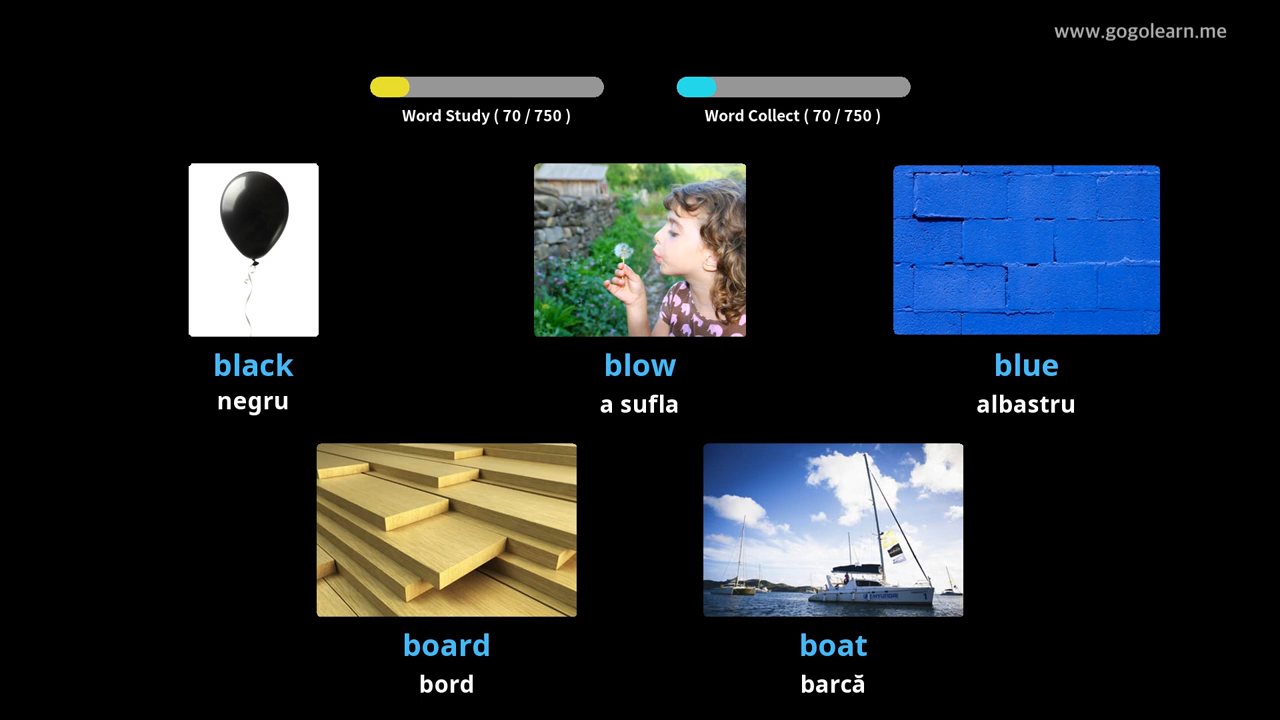 www.gogolearn.me
Word Study ( 70 / 750 )
Word Collect ( 70 / 750 )
black
negru
blow
a sufla
blue
albastru
board
bord
boat
barcă